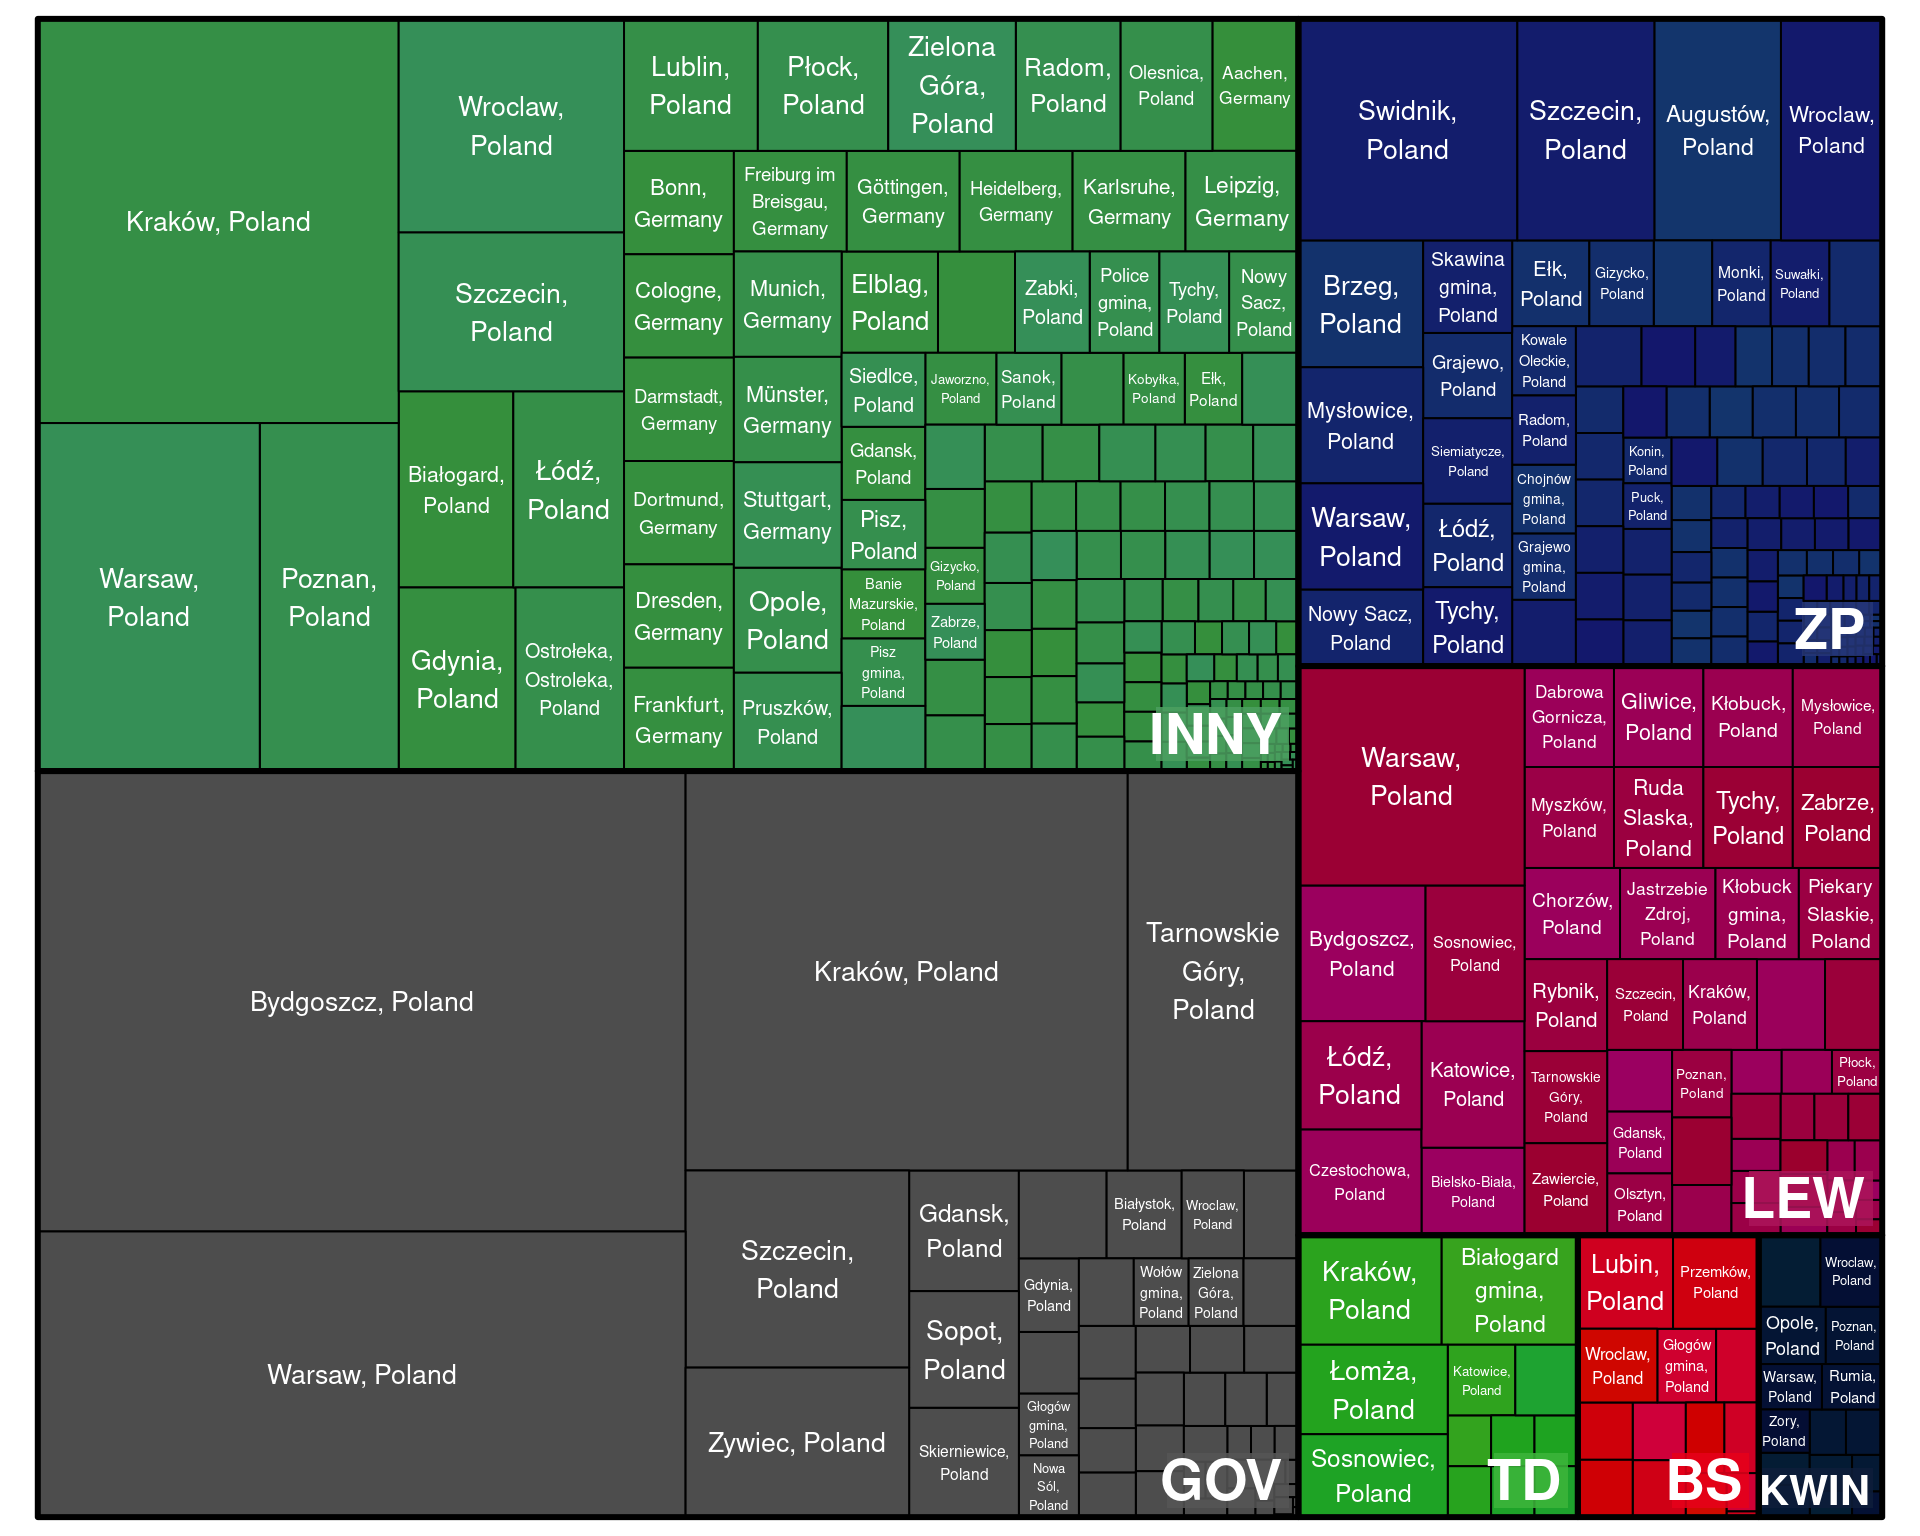 Kraków, Poland
Wroclaw,
Poland
Szczecin,
Poland
Warsaw,
Poland
Poznan,
Poland
Białogard,
Poland
Łódź,
Poland
Gdynia,
Poland
Ostrołeka,
Ostroleka,
Poland
Lublin,
Poland
Płock,
Poland
Zielona
Góra,
Poland
Radom,
Poland
Olesnica,
Poland
Aachen,
Germany
Bonn,
Germany
Freiburg im
Breisgau,
Germany
Göttingen,
Germany
Heidelberg,
Germany
Karlsruhe,
Germany
Leipzig,
Germany
Cologne,
Germany
Munich,
Germany
Elblag,
Poland
Zabki,
Poland
Police
gmina,
Poland
Tychy,
Poland
Nowy
Sacz,
Poland
Darmstadt,
Germany
Münster,
Germany
Siedlce,
Poland
Jaworzno,
Poland
Sanok,
Poland
Kobyłka,
Poland
Ełk,
Poland
Gdansk,
Poland
Dortmund,
Germany
Stuttgart,
Germany
Pisz,
Poland
Gizycko,
Poland
Dresden,
Germany
Opole,
Poland
Banie
Mazurskie,
Poland
Zabrze,
Poland
Pisz
gmina,
Poland
Frankfurt,
Germany
Pruszków,
Poland
INNY
Bydgoszcz, Poland
Kraków, Poland
Tarnowskie
Góry,
Poland
Warsaw, Poland
Szczecin,
Poland
Zywiec, Poland
Gdansk,
Poland
Sopot,
Poland
Skierniewice,
Poland
Białystok,
Poland
Wroclaw,
Poland
Gdynia,
Poland
Wołów
gmina,
Poland
Zielona
Góra,
Poland
Głogów
gmina,
Poland
Nowa
Sól,
Poland
GOV
Swidnik,
Poland
Szczecin,
Poland
Augustów,
Poland
Wroclaw,
Poland
Brzeg,
Poland
Skawina
gmina,
Poland
Ełk,
Poland
Gizycko,
Poland
Monki,
Poland
Suwałki,
Poland
Grajewo,
Poland
Kowale
Oleckie,
Poland
Mysłowice,
Poland
Siemiatycze,
Poland
Radom,
Poland
Konin,
Poland
Warsaw,
Poland
Łódź,
Poland
Chojnów
gmina,
Poland
Puck,
Poland
Grajewo
gmina,
Poland
Nowy Sacz,
Poland
Tychy,
Poland
ZP
Warsaw,
Poland
Dabrowa
Gornicza,
Poland
Gliwice,
Poland
Kłobuck,
Poland
Mysłowice,
Poland
Myszków,
Poland
Ruda
Slaska,
Poland
Tychy,
Poland
Zabrze,
Poland
Bydgoszcz,
Poland
Sosnowiec,
Poland
Chorzów,
Poland
Jastrzebie
Zdroj,
Poland
Kłobuck
gmina,
Poland
Piekary
Slaskie,
Poland
Rybnik,
Poland
Szczecin,
Poland
Kraków,
Poland
Łódź,
Poland
Katowice,
Poland
Tarnowskie
Góry,
Poland
Poznan,
Poland
Płock,
Poland
Gdansk,
Poland
Czestochowa,
Poland
Bielsko-Biała,
Poland
Zawiercie,
Poland
Olsztyn,
Poland
LEW
Kraków,
Poland
Białogard
gmina,
Poland
Łomża,
Poland
Katowice,
Poland
Sosnowiec,
Poland
TD
Lubin,
Poland
Przemków,
Poland
Wroclaw,
Poland
Głogów
gmina,
Poland
BS
Wroclaw,
Poland
Opole,
Poland
Poznan,
Poland
Warsaw,
Poland
Rumia,
Poland
Zory,
Poland
KWIN